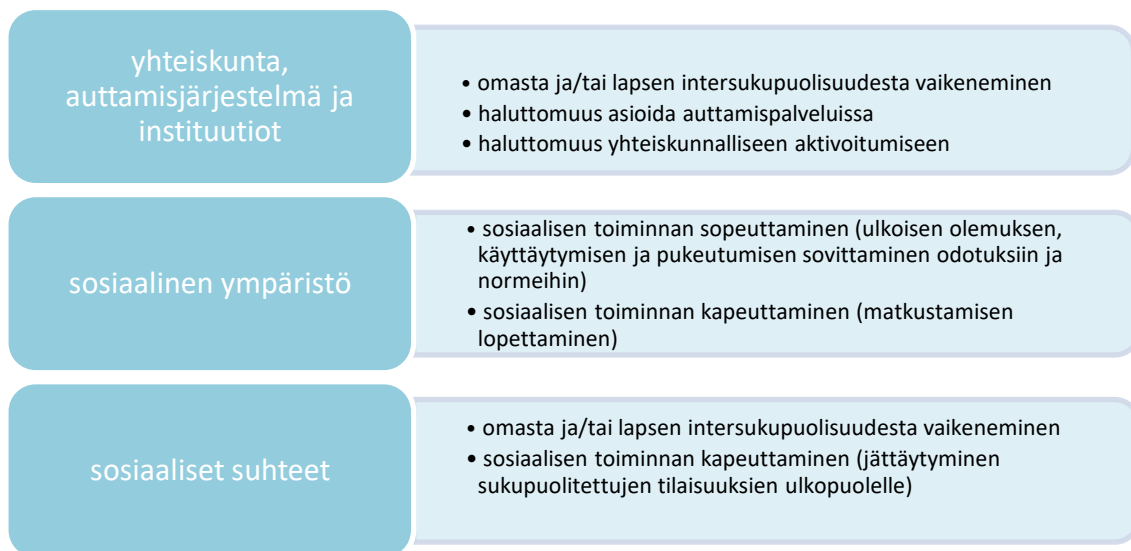 yhteiskunta,
auttamisjärjestelmä ja
instituutiot
• omasta ja/tai lapsen intersukupuolisuudesta vaikeneminen
• haluttomuus asioida auttamispalveluissa
• haluttomuus yhteiskunnalliseen aktivoitumiseen
sosiaalinen ympäristö
• sosiaalisen toiminnan sopeuttaminen (ulkoisen olemuksen,
käyttäytymisen ja pukeutumisen sovittaminen odotuksiin ja
normeihin)
• sosiaalisen toiminnan kapeuttaminen (matkustamisen
lopettaminen)
sosiaaliset suhteet
• omasta ja/tai lapsen intersukupuolisuudesta vaikeneminen
• sosiaalisen toiminnan kapeuttaminen (jättäytyminen
sukupuolitettujen tilaisuuksien ulkopuolelle)